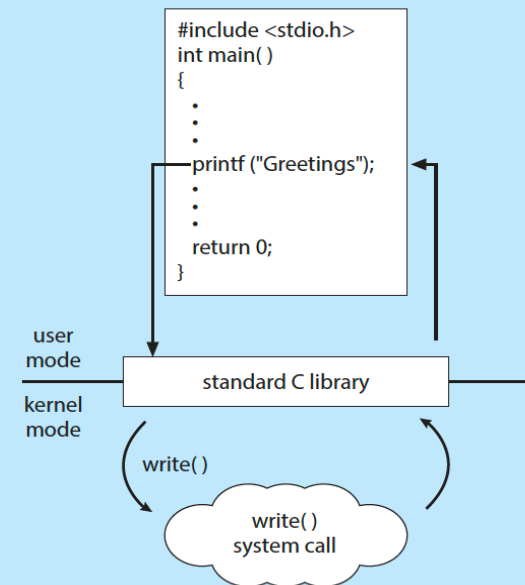 #include <stdio.h>
int main( )
{
•
•
•
printf ("Greetings");
•
•
•
return 0;
}
user
mode
standard C library
kernel
mode
write( )
write( )
system call